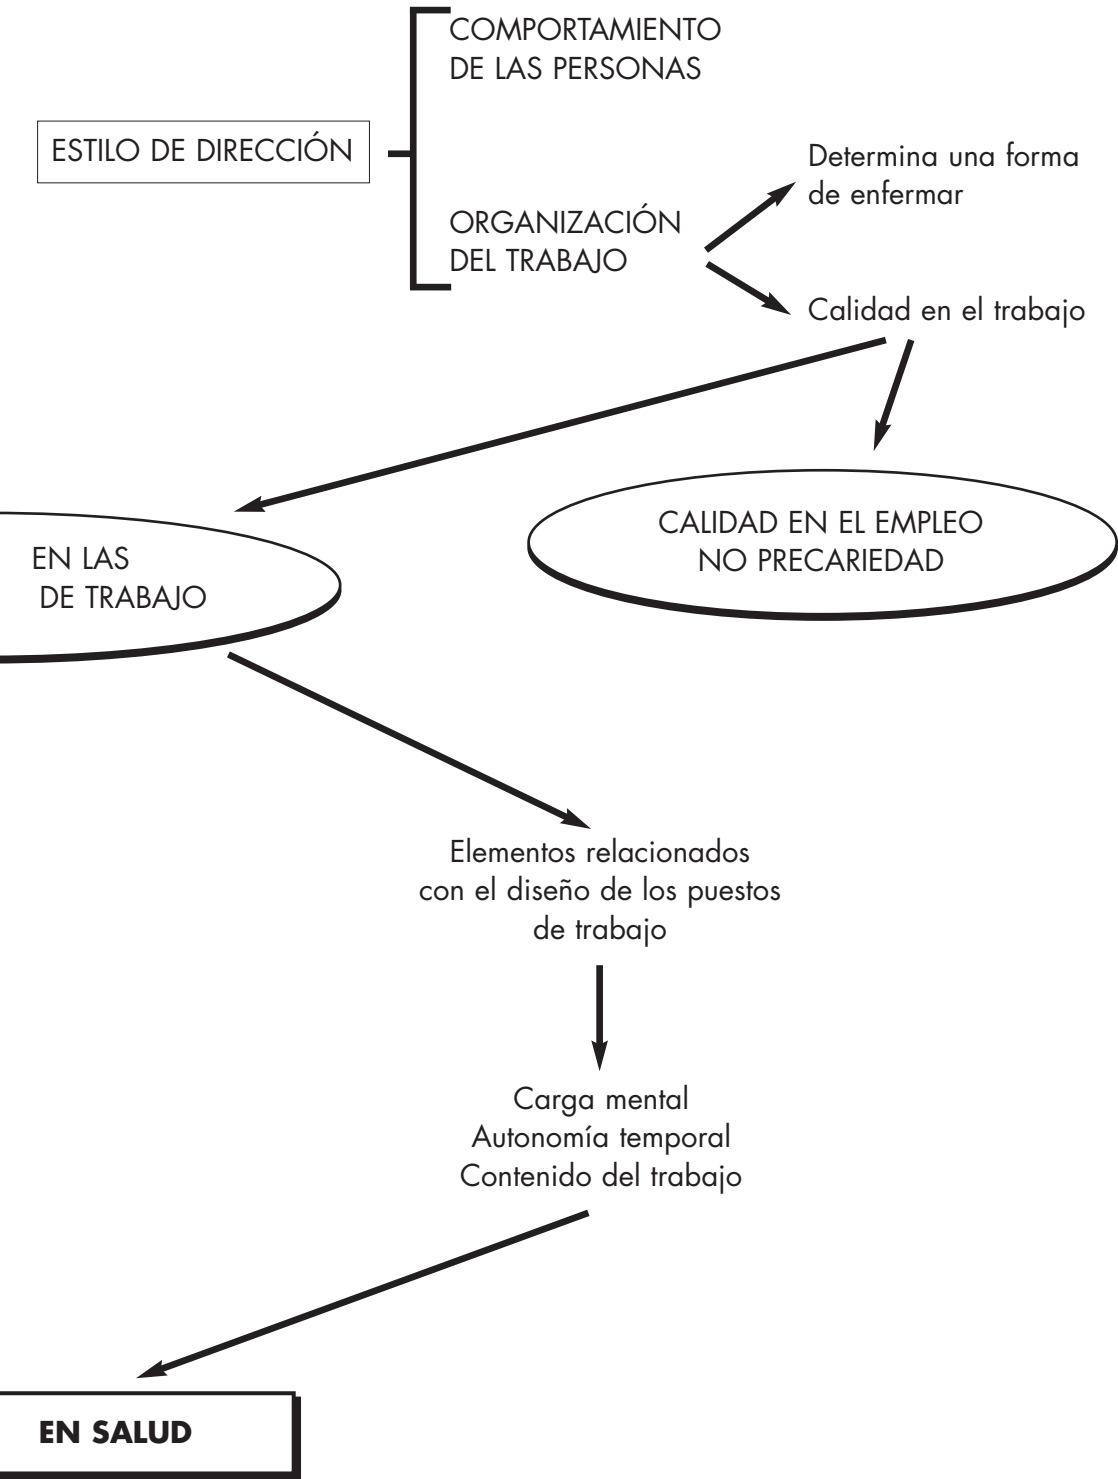 COMPORTAMIENTO
DE LAS PERSONAS
ESTILO DE DIRECCIÓN
Determina una forma
de enfermar
ORGANIZACIÓN
DEL TRABAJO
Calidad en el trabajo
CALIDAD EN EL EMPLEO
NO PRECARIEDAD
EN LAS
DE TRABAJO
Elementos relacionados
con el diseño de los puestos
de trabajo
Carga mental
Autonomía temporal
Contenido del trabajo
EN SALUD